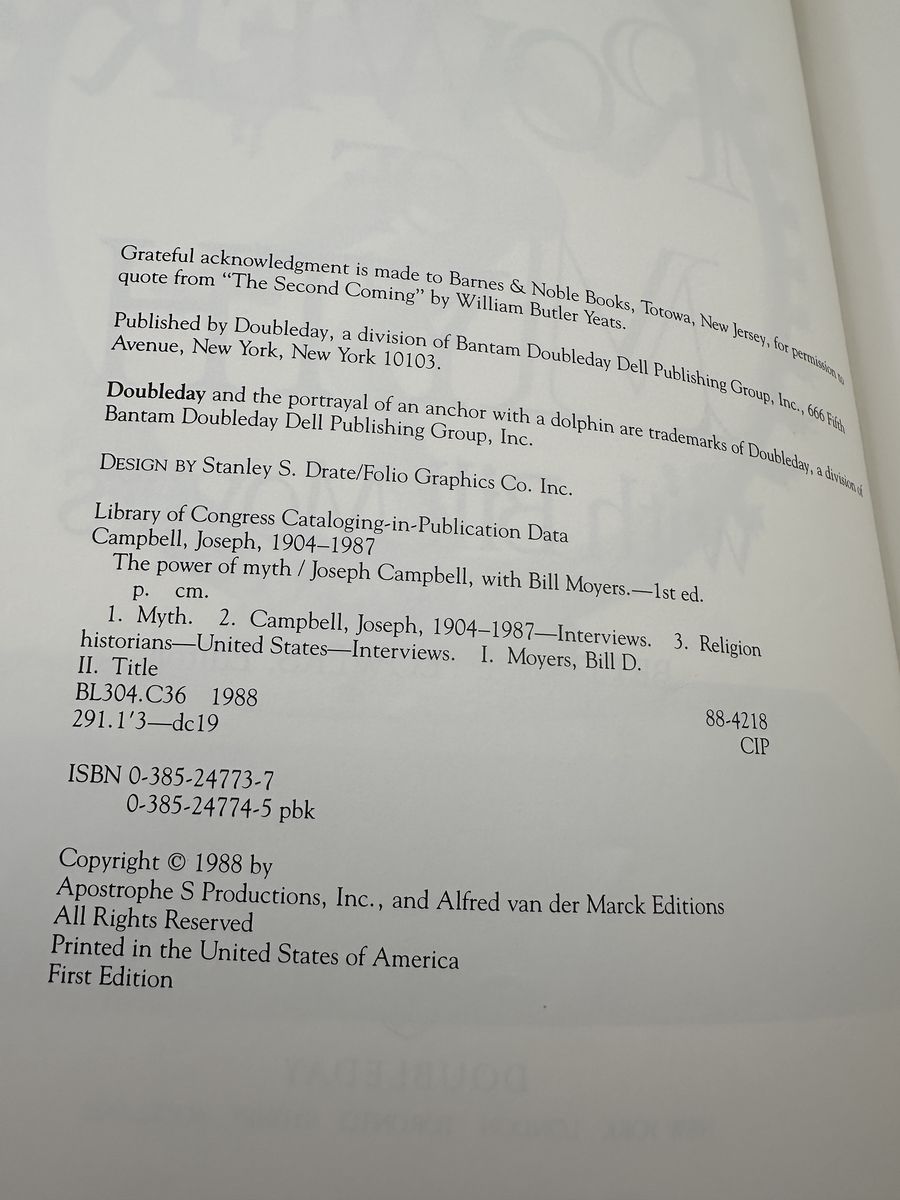 Grateful acknowledgment is made to Barnes & Noble Books, Totowa, New Jersey, for permission to
quote from “The Second Coming” by William Butler Yeats.
Published by Doubleday, a division of Bantam Doubleday Dell Publishing Group, Inc., 666 Fifth
Avenue, New York, New York 10103.
Doubleday and the portrayal of an anchor with a dolphin are trademarks of Doubleday, a division of
Bantam Doubleday Dell Publishing Group, Inc.
DESIGN BY Stanley S. Drate/Folio Graphics Co. Inc.
Library of Congress Cataloging-in-Publication Data
Campbell, Joseph, 1904–1987
The power of myth / Joseph Campbell, with Bill Moyers.—1st ed.
p. cm.
1. Myth. 2. Campbell, Joseph, 1904–1987—Interviews. 3. Religion
historians—United States—Interviews. I. Moyers, Bill D.
II. Title
BL304.C36 1988
291.1'3—dc19
88-4218
CIP
ISBN 0-385-24773-7
0-385-24774-5 pbk
Copyright © 1988 by
Apostrophe S Productions, Inc., and Alfred van der Marck Editions
All Rights Reserved
Printed in the United States of America
First Edition